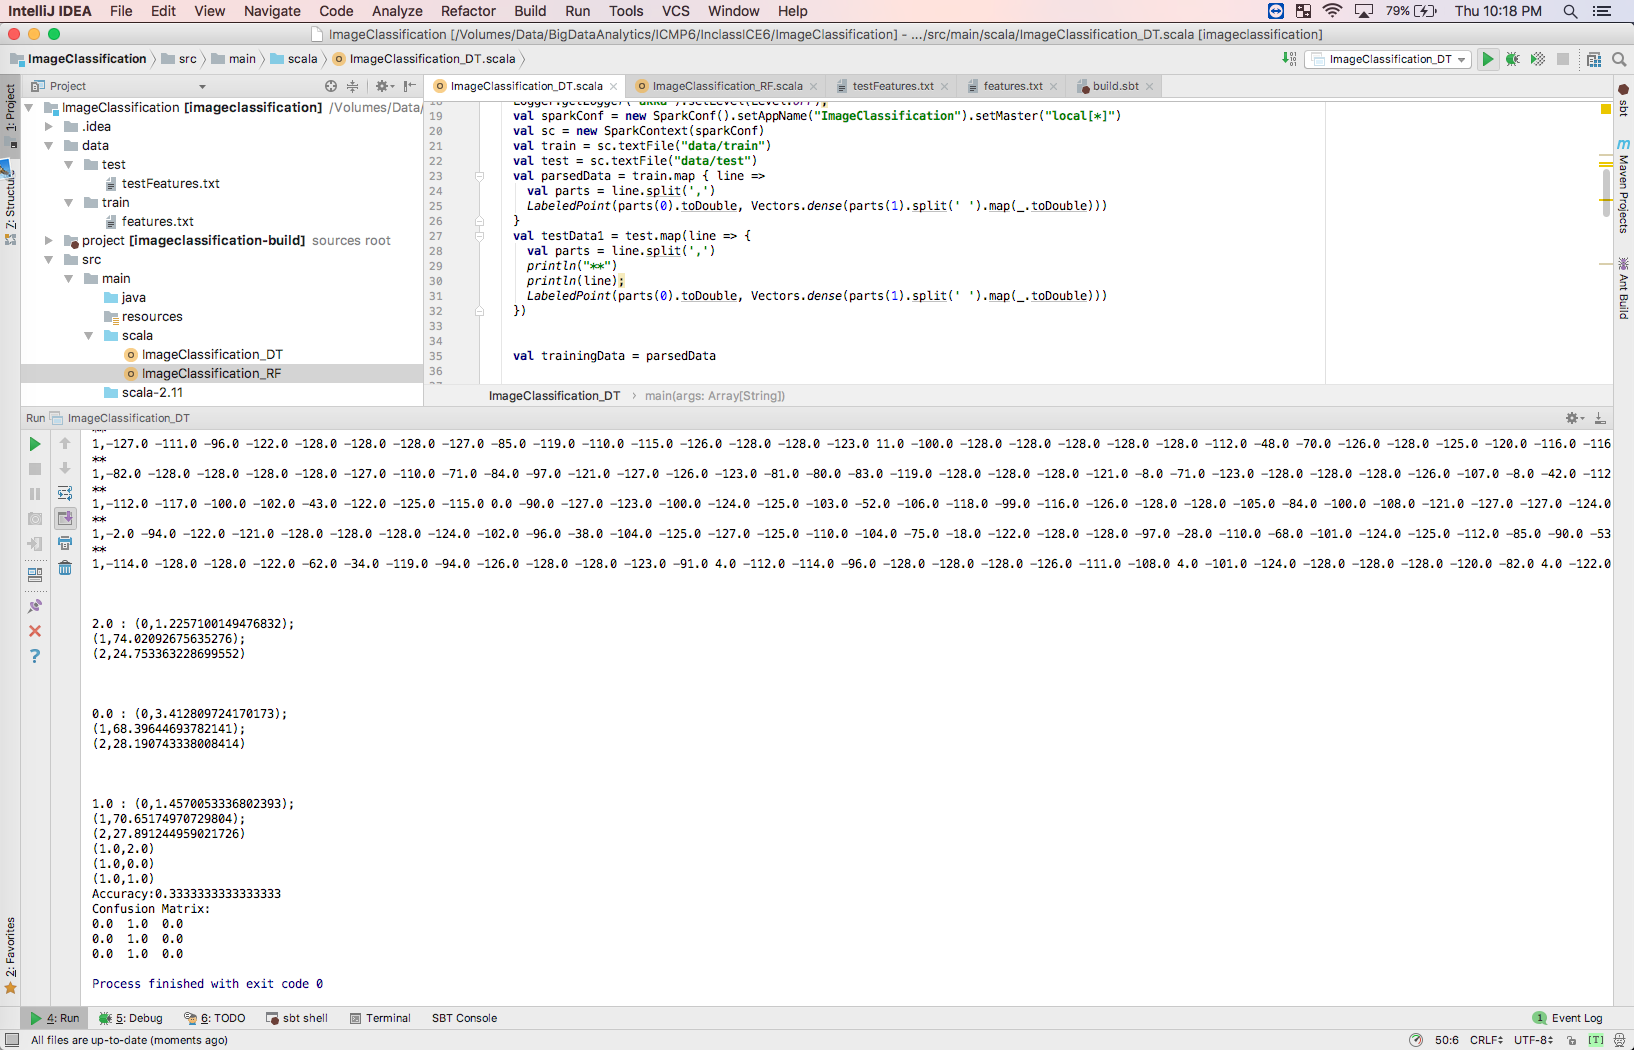 IntelliJ IDEA File Edit View Navigate Code Analyze Refactor Build Run Tools VCS Window Help 79% Thu 10:18 PM
ImageClassification [/Volumes/Data/BigDataAnalytics/ICMP6/InclassICE6/ImageClassification] - .../src/main/scala/ImageClassification_DT.scala [imageclassification]
ImageClassification src main scala ImageClassification_DT.scala ImageClassification_DT
Project ImageClassification_DT.scala ImageClassification_RF.scala testFeatures.txt features.txt build.sbt
1: Project
Z: Structure
ImageClassification [imageclassification] /Volumes/Data/
.idea
data
test
testFeatures.txt
train
features.txt
project [imageclassification-build] sources root
src
main
java
resources
scala
ImageClassification_DT
ImageClassification_RF
scala-2.11
18 Logger.getLogger("akka").setLevel(Level.OFF);
19 val sparkConf = new SparkConf().setAppName("ImageClassification").setMaster("local[*]")
20 val sc = new SparkContext(sparkConf)
21 val train = sc.textFile("data/train")
22 val test = sc.textFile("data/test")
23 val parsedData = train.map { line =>
24 val parts = line.split(',')
25 LabeledPoint(parts(0).toDouble, Vectors.dense(parts(1).split(' ').map(_.toDouble)))
26 }
27 val testData1 = test.map(line => {
28 val parts = line.split(',')
29 println("**")
30 println(line);
31 LabeledPoint(parts(0).toDouble, Vectors.dense(parts(1).split(' ').map(_.toDouble)))
32 })
33
34
35 val trainingData = parsedData
36
ImageClassification_DT main(args: Array[String])
sbt
Maven Projects
Ant Build
Run ImageClassification_DT
**
1,-127.0 -111.0 -96.0 -122.0 -128.0 -128.0 -128.0 -127.0 -85.0 -119.0 -110.0 -115.0 -126.0 -128.0 -128.0 -123.0 11.0 -100.0 -128.0 -128.0 -128.0 -128.0 -128.0 -112.0 -48.0 -70.0 -126.0 -128.0 -125.0 -120.0 -116.0 -116
**
1,-82.0 -128.0 -128.0 -128.0 -127.0 -110.0 -71.0 -84.0 -97.0 -121.0 -127.0 -126.0 -123.0 -81.0 -80.0 -83.0 -119.0 -128.0 -128.0 -128.0 -121.0 -8.0 -71.0 -123.0 -128.0 -128.0 -128.0 -126.0 -107.0 -8.0 -42.0 -112
**
1,-112.0 -117.0 -100.0 -102.0 -43.0 -122.0 -125.0 -115.0 0.0 -90.0 -127.0 -123.0 -100.0 -124.0 -125.0 -103.0 -52.0 -106.0 -118.0 -99.0 -116.0 -126.0 -128.0 -128.0 -105.0 -84.0 -100.0 -108.0 -121.0 -127.0 -127.0 -124.0
**
1,-2.0 -94.0 -122.0 -121.0 -128.0 -128.0 -128.0 -124.0 -102.0 -96.0 -38.0 -104.0 -125.0 -127.0 -125.0 -110.0 -104.0 -75.0 -18.0 -122.0 -128.0 -128.0 -97.0 -28.0 -110.0 -68.0 -101.0 -124.0 -125.0 -112.0 -85.0 -90.0 -53
**
1,-114.0 -128.0 -128.0 -122.0 -62.0 -34.0 -119.0 -94.0 -126.0 -128.0 -128.0 -123.0 -91.0 4.0 -112.0 -114.0 -96.0 -128.0 -128.0 -128.0 -126.0 -111.0 -108.0 4.0 -101.0 -124.0 -128.0 -128.0 -128.0 -120.0 -82.0 4.0 -122.0
2.0 : (0,1.2257100149476832);
(1,74.02092675635276);
(2,24.753363228699552)
0.0 : (0,3.412809724170173);
(1,68.39644693782141);
(2,28.190743338008414)
1.0 : (0,1.4570053336802393);
(1,70.65174970729804);
(2,27.891244959021726)
(1.0,2.0)
(1.0,0.0)
(1.0,1.0)
Accuracy:0.3333333333333333
Confusion Matrix:
0.0 1.0 0.0
0.0 1.0 0.0
0.0 1.0 0.0
Process finished with exit code 0
2: Favorites
4: Run 5: Debug 6: TODO sbt shell Terminal SBT Console 1 Event Log
All files are up-to-date (moments ago) 50:6 CRLF UTF-8 [T]